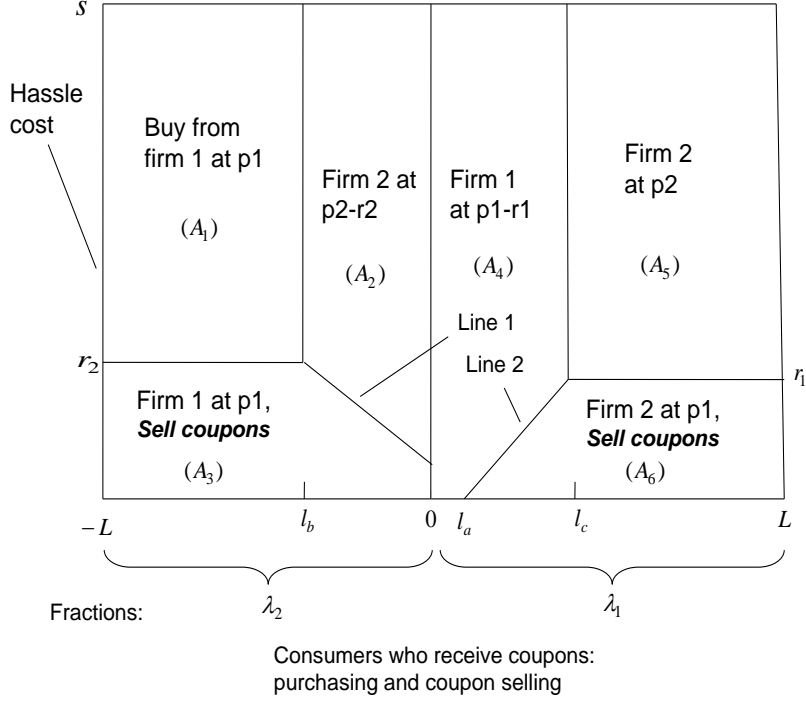 s
Hassle
cost
Buy from
firm 1 at p1
(A₁)
Firm 2 at
p2-r2
(A₂)
Firm 1
at p1-r1
(A₄)
Firm 2
at p2
(A₅)
Line 1
Line 2
r₂
r₁
Firm 1 at p1,
Sell coupons
(A₃)
Firm 2 at p1,
Sell coupons
(A₆)
−L
l_b
0
l_a
l_c
L
Fractions:
λ₂
λ₁
Consumers who receive coupons:
purchasing and coupon selling